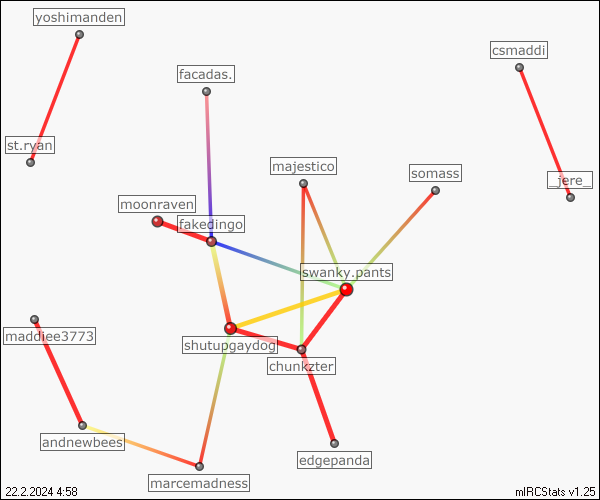 yoshimanden
csmaddi
facadas.
st.ryan
majestico
somass
_jere_
moonraven
fakedingo
swanky.pants
maddiee3773
shutupgaydog
chunkzter
andnewbees
edgepanda
marcemadness
22.2.2024 4:58
mIRCStats v1.25